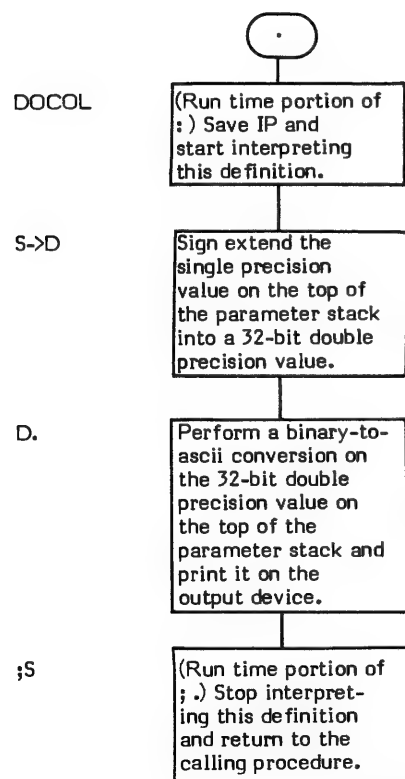 .
DOCOL
(Run time portion of
: ) Save IP and
start interpreting
this definition.
S->D
Sign extend the
single precision
value on the top of
the parameter stack
into a 32-bit double
precision value.
D.
Perform a binary-to-
ascii conversion on
the 32-bit double
precision value on
the top of the
parameter stack and
print it on the
output device.
;S
(Run time portion of
; .) Stop interpret-
ing this definition
and return to the
calling procedure.